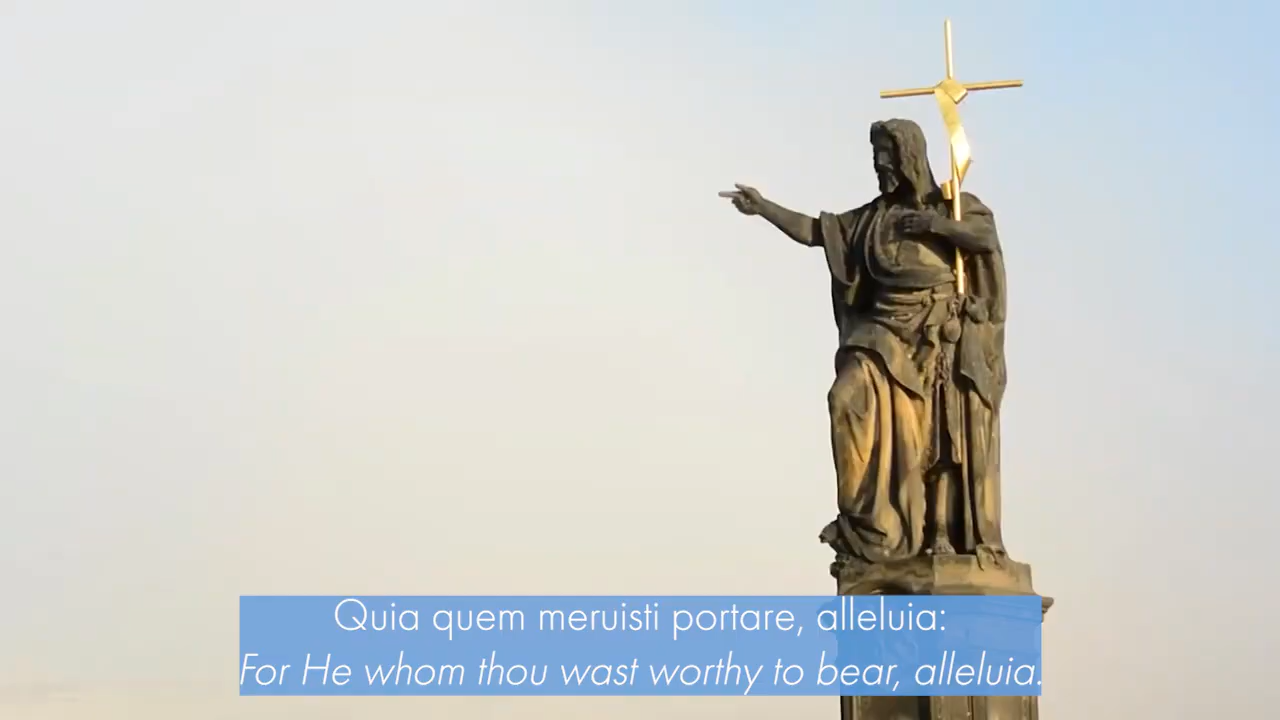 Quia quem meruisti portare, alleluia:
For He whom thou wast worthy to bear, alleluia.